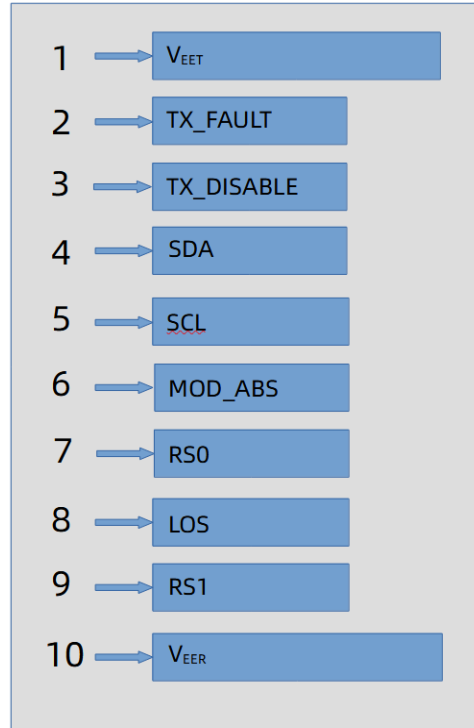 1 VEET
2 TX_FAULT
3 TX_DISABLE
4 SDA
5 SCL
6 MOD_ABS
7 RS0
8 LOS
9 RS1
10 VEER